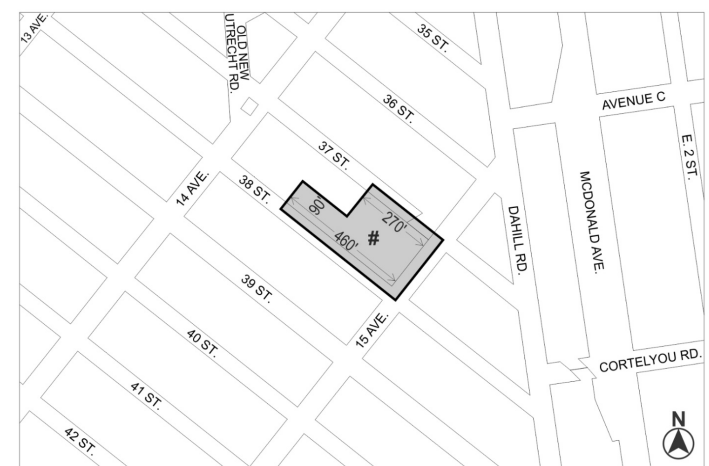 13 AVE.
OLD NEW
UTRECHT RD.
35 ST.
36 ST.
AVENUE C
E. 2 ST.
37 ST.
38 ST.
14 AVE.
90'
270'
#
460'
DAHILL RD.
MCDONALD AVE.
39 ST.
15 AVE.
40 ST.
CORTELYOU RD.
41 ST.
42 ST.
N